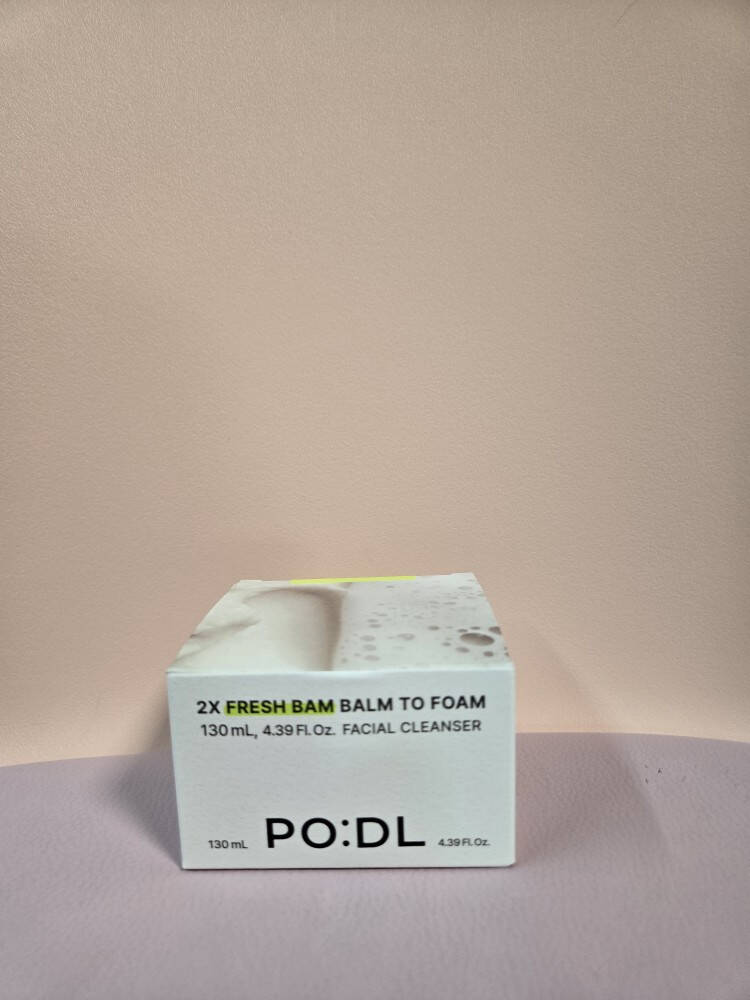 2X FRESH BAM BALM TO FOAM
130 mL, 4.39 Fl.Oz. FACIAL CLEANSER
130 mL PO:DL 4.39 Fl.Oz.